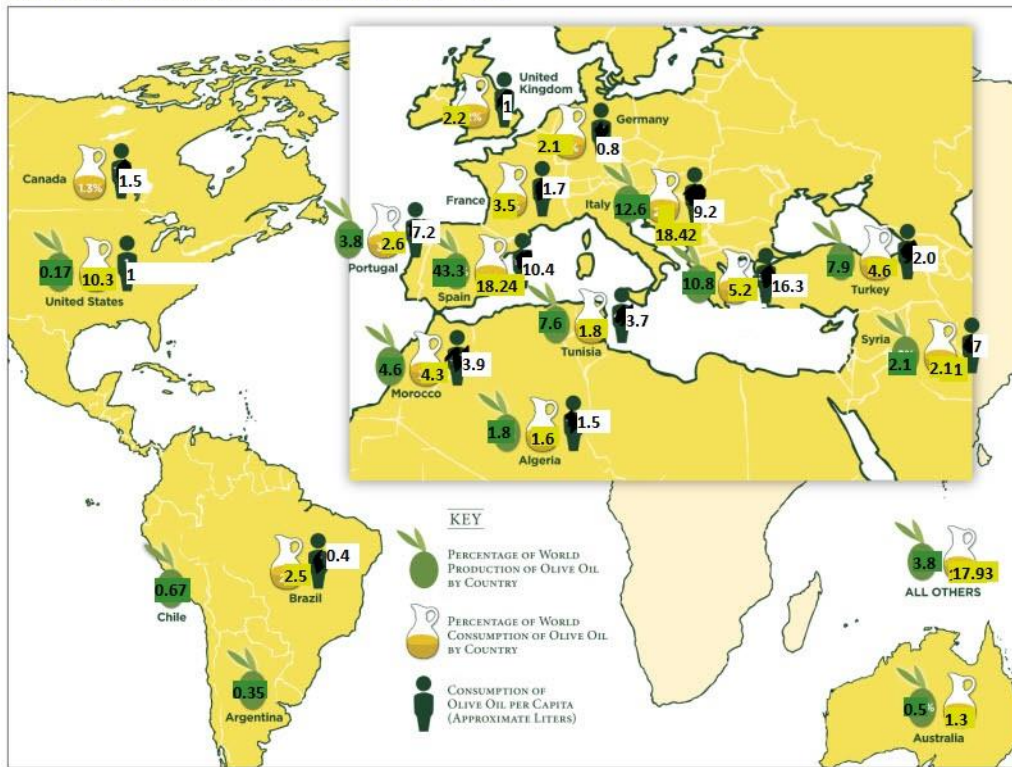 United
Kingdom
2.2
1
2.1
0.8
Germany
Canada
1.3%
1.5
France
3.5
1.7
Italy
12.6
18.42
9.2
3.8
2.6
7.2
Portugal
0.17
10.3
1
United States
43.3
18.24
10.4
Spain
10.8
5.2
16.3
7.9
4.6
2.0
Turkey
7.6
1.8
3.7
Tunisia
Syria
2.1
2.11
7
4.6
4.3
3.9
Morocco
1.8
1.6
1.5
Algeria
KEY
PERCENTAGE OF WORLD
PRODUCTION OF OLIVE OIL
BY COUNTRY
PERCENTAGE OF WORLD
CONSUMPTION OF OLIVE OIL
BY COUNTRY
CONSUMPTION OF
OLIVE OIL PER CAPITA
(APPROXIMATE LITERS)
2.5
0.4
Brazil
0.67
Chile
0.35
Argentina
3.8
17.93
ALL OTHERS
0.5
1.3
Australia